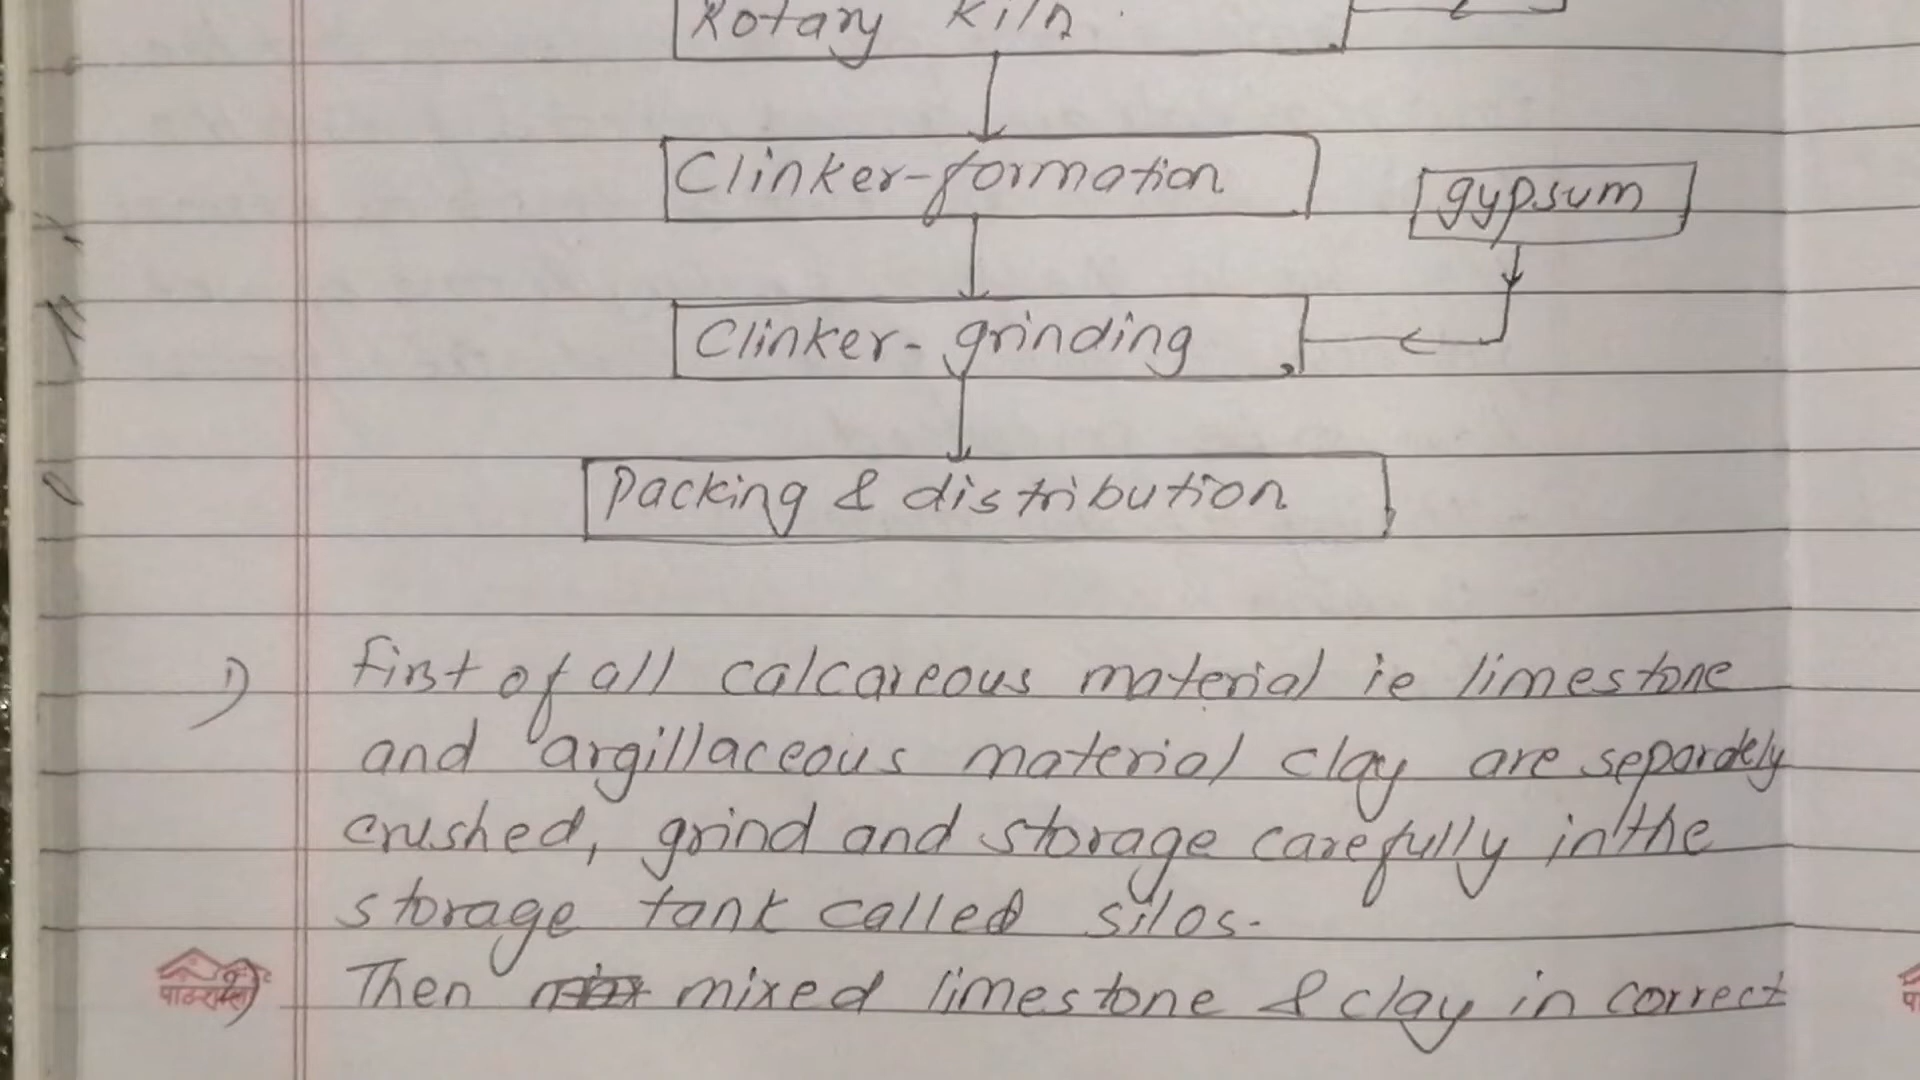 Rotary kiln
Clinker-formation
gypsum
Clinker-grinding
Packing & distribution
1) first of all calcareous material ie limestone
and argillaceous material clay are separately
crushed, grind and storage carefully in the
storage tank called silos.
2) Then mixed limestone & clay in correct
पाठशाला